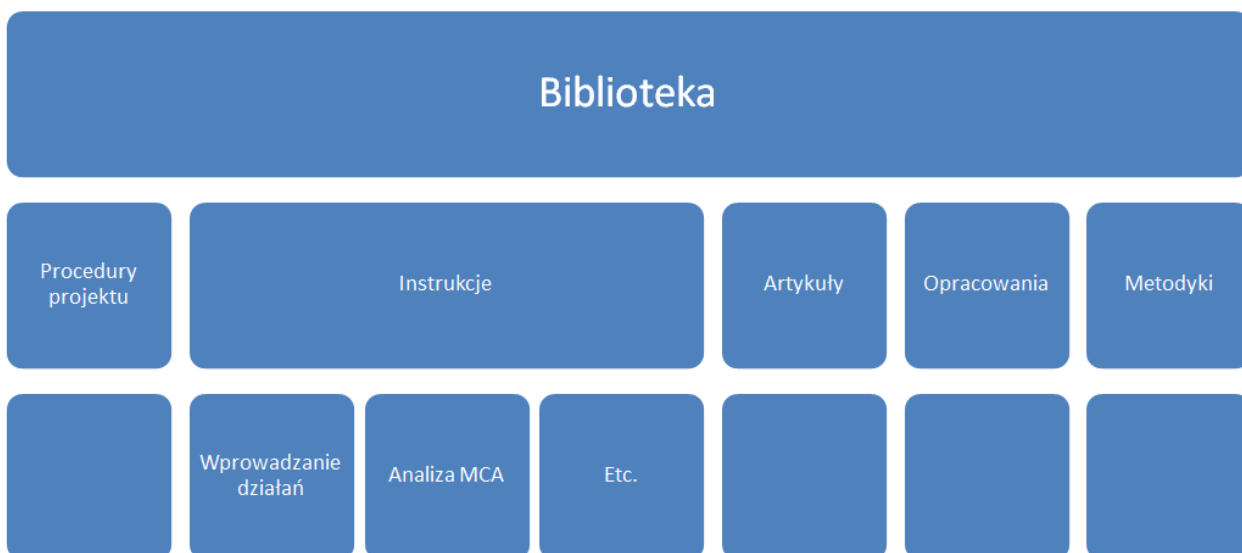 Biblioteka
Procedury
projektu
Instrukcje
Artykuły
Opracowania
Metodyki
Wprowadzanie
działań
Analiza MCA
Etc.